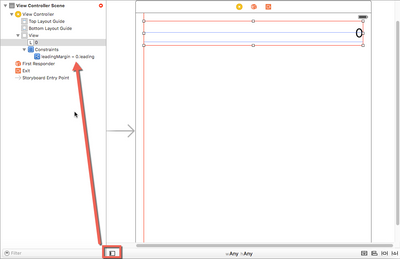 View Controller Scene
View Controller
Top Layout Guide
Bottom Layout Guide
View
L 0
Constraints
leadingMargin = 0.leading
First Responder
Exit
Storyboard Entry Point
0
Filter
wAny hAny